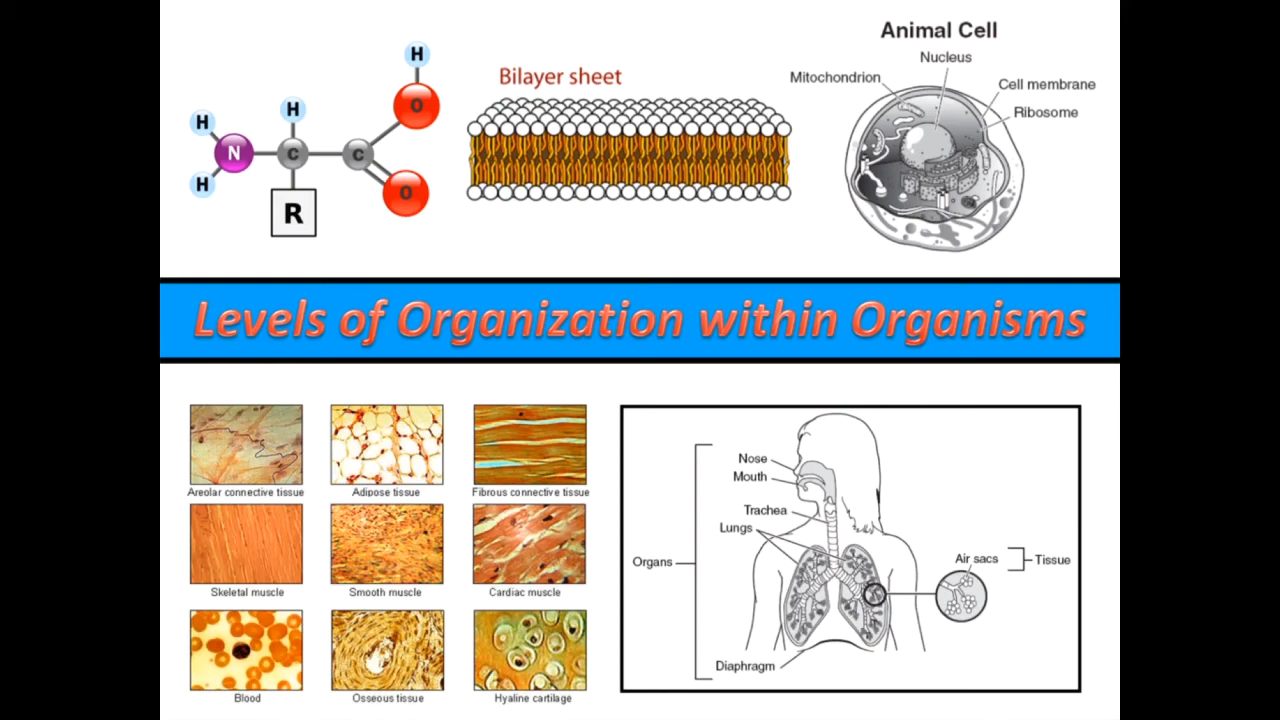 H
H
O
H
N
C
C
H
O
R
Bilayer sheet
Animal Cell
Nucleus
Mitochondrion
Cell membrane
Ribosome
Levels of Organization within Organisms
Areolar connective tissue
Adipose tissue
Fibrous connective tissue
Skeletal muscle
Smooth muscle
Cardiac muscle
Blood
Osseous tissue
Hyaline cartilage
Nose
Mouth
Trachea
Lungs
Organs
Air sacs
Tissue
Diaphragm